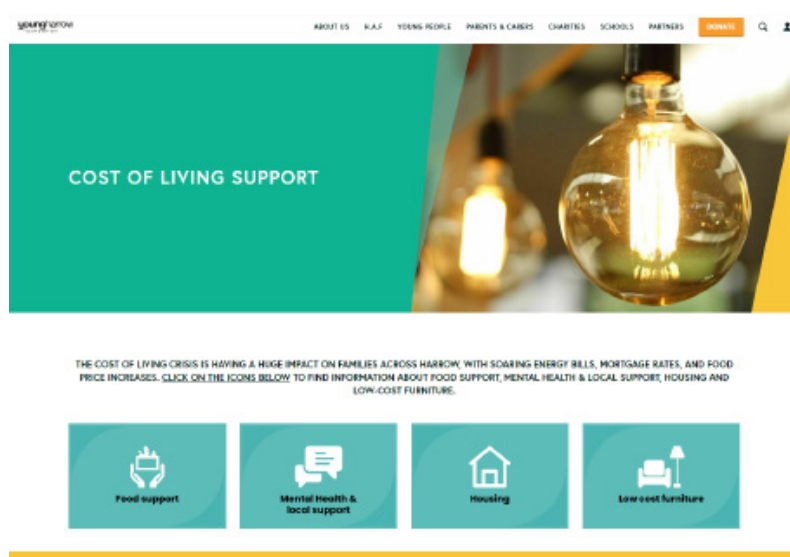 youngharrow
ABOUT US H.A.F YOUNG PEOPLE PARENTS & CARERS CHARITIES SCHOOLS PARTNERS DONATE
COST OF LIVING SUPPORT
THE COST OF LIVING CRISIS IS HAVING A HUGE IMPACT ON FAMILIES ACROSS HARROW, WITH SOARING ENERGY BILLS, MORTGAGE RATES, AND FOOD
PRICE INCREASES. CLICK ON THE ICONS BELOW TO FIND INFORMATION ABOUT FOOD SUPPORT, MENTAL HEALTH & LOCAL SUPPORT, HOUSING AND
LOW-COST FURNITURE.
Food support
Mental Health &
local support
Housing
Low cost furniture